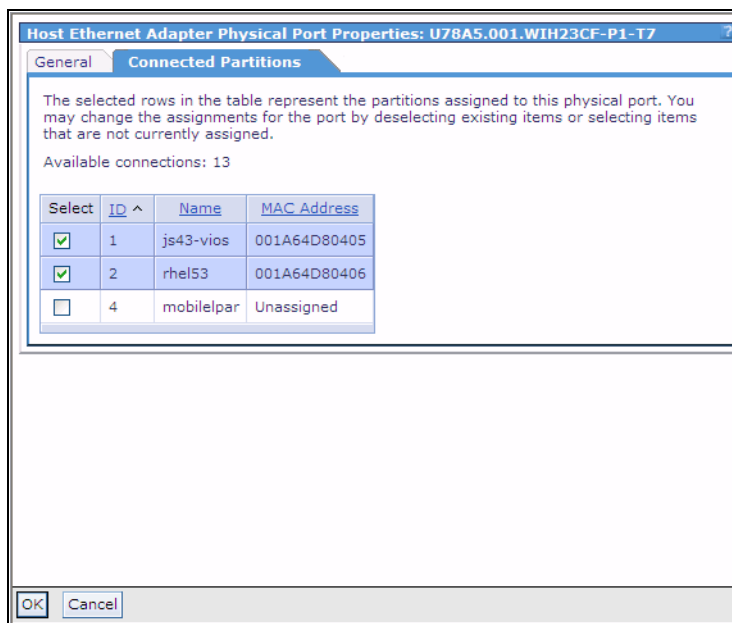 Host Ethernet Adapter Physical Port Properties: U78A5.001.WIH23CF-P1-T7 ?
General Connected Partitions
The selected rows in the table represent the partitions assigned to this physical port. You
may change the assignments for the port by deselecting existing items or selecting items
that are not currently assigned.
Available connections: 13
Select ID ^ Name MAC Address
1 js43-vios 001A64D80405
2 rhel53 001A64D80406
4 mobilelpar Unassigned
OK Cancel